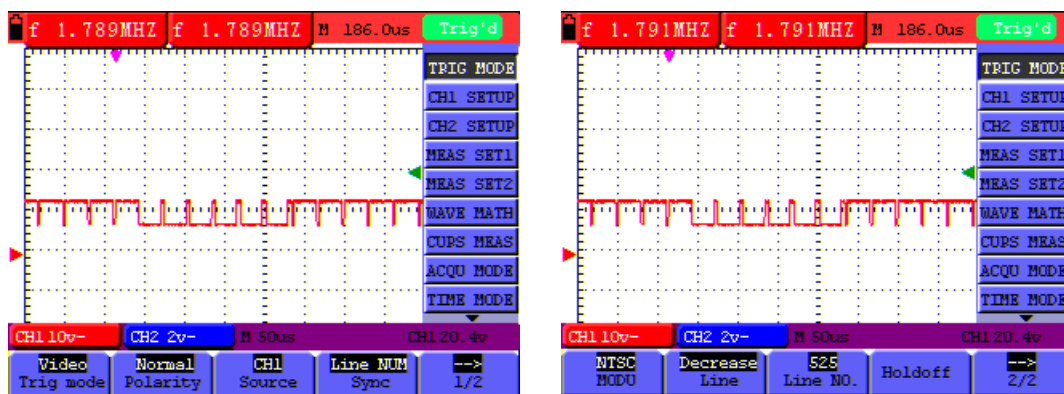 f 1.789MHZ f 1.789MHZ M 186.0us Trig'd
TRIG MODE
CH1 SETUP
CH2 SETUP
MEAS SET1
MEAS SET2
WAVE MATH
CURS MEAS
ACQU MODE
TIME MODE
CH1 10v- CH2 2v- M 50us CH1 20.4v
Video Normal CH1 Line NUM -->
Trig mode Polarity Source Sync 1/2
f 1.791MHZ f 1.791MHZ M 186.0us Trig'd
TRIG MODE
CH1 SETUP
CH2 SETUP
MEAS SET1
MEAS SET2
WAVE MATH
CURS MEAS
ACQU MODE
TIME MODE
CH1 10v- CH2 2v- M 50us CH1 20.4v
NTSC Decrease 525 Holdoff -->
MODU Line Line NO. 2/2